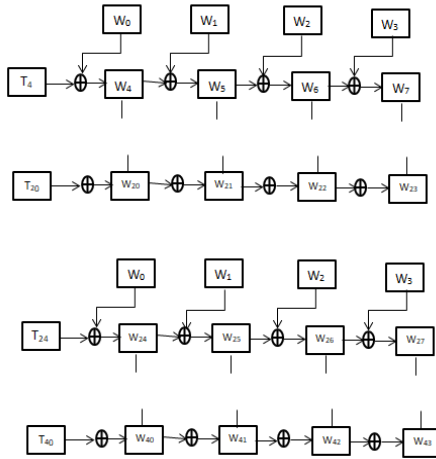 W₀ W₁ W₂ W₃
T₄ W₄ W₅ W₆ W₇
T₂₀ W₂₀ W₂₁ W₂₂ W₂₃
W₀ W₁ W₂ W₃
T₂₄ W₂₄ W₂₅ W₂₆ W₂₇
T₄₀ W₄₀ W₄₁ W₄₂ W₄₃